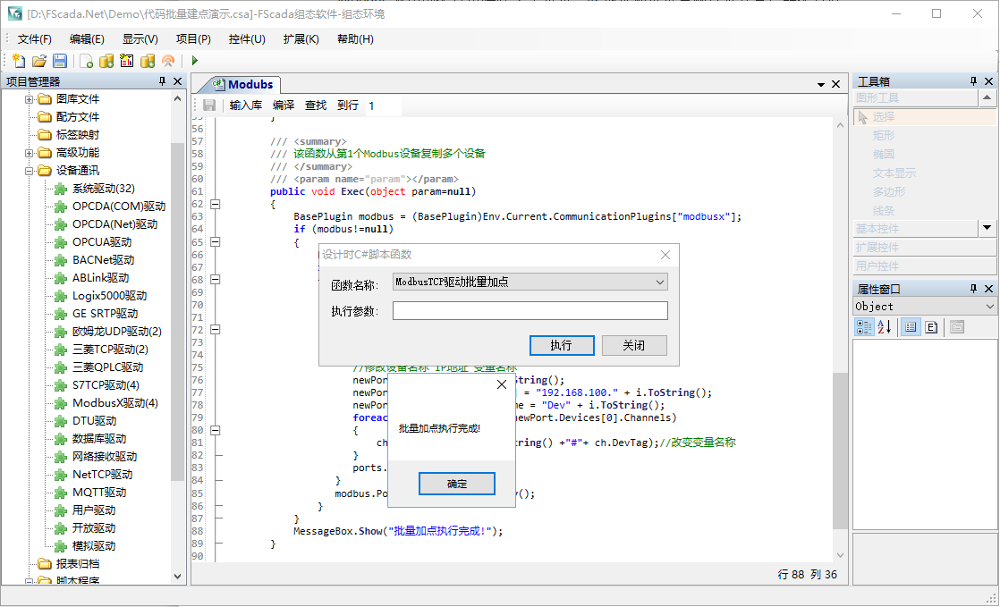 [D:\FScada.Net\Demo\代码批量建点演示.csa]-FScada组态软件-组态环境
文件(F) 编辑(E) 显示(V) 项目(P) 控件(U) 扩展(K) 帮助(H)
项目管理器
图库文件
配方文件
标签映射
高级功能
设备通讯
系统驱动(32)
OPCDA(COM)驱动
OPCDA(Net)驱动
OPCUA驱动
BACNet驱动
ABLink驱动
Logix5000驱动
GE SRTP驱动
欧姆龙UDP驱动(2)
三菱TCP驱动(2)
三菱QPLC驱动
S7TCP驱动(4)
ModbusX驱动(4)
DTU驱动
数据库驱动
网络接收驱动
NetTCP驱动
MQTT驱动
用户驱动
开放驱动
模拟驱动
报表归档
脚本程序
Modubs
输入库 编译 查找 到行 1
56
57 /// <summary>
58 /// 该函数从第1个Modbus设备复制多个设备
59 /// </summary>
60 /// <param name="param"></param>
61 public void Exec(object param=null)
62 {
63 BasePlugin modbus = (BasePlugin)Env.Current.CommunicationPlugins["modbusx"];
64 if (modbus!=null)
65 {
66
67
68
69
70
71
72
73
74
75 //修改设备名称 IP地址 变量名称
76 newPor String();
77 newPor ] = "192.168.100." + i.ToString();
78 newPor me = "Dev" + i.ToString();
79 foreac newPort.Devices[0].Channels)
80 {
81 ch tring() +"#"+ ch.DevTag);//改变变量名称
82 }
83 ports.
84 }
85 modbus.Po y();
86 }
87 }
88 MessageBox.Show("批量加点执行完成!");
89 }
90
行 88 列 36
设计时C#脚本函数
函数名称: ModbusTCP驱动批量加点
执行参数:
执行 关闭
批量加点执行完成!
确定
工具箱
图形工具
选择
矩形
椭圆
文本显示
多边形
线条
基本控件
扩展控件
用户控件
属性窗口
Object